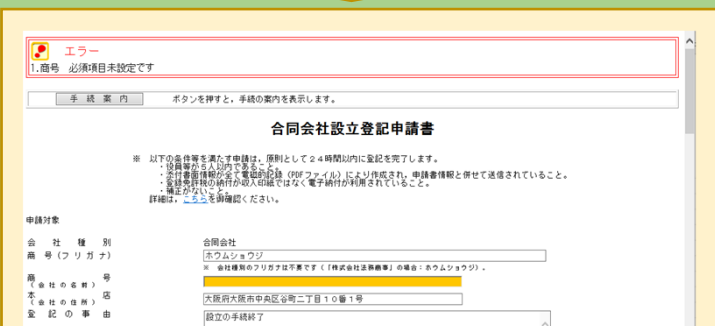 エラー
1.商号 必須項目未設定です
手続案内 ボタンを押すと，手続の案内を表示します。
合同会社設立登記申請書
※ 以下の条件等を満たす申請は，原則として２４時間以内に登記を完了します。
・役員等が５人以内であること。
・添付書面情報が全て電磁的記録（PDFファイル）により作成され，申請書情報と併せて送信されていること。
・登録免許税の納付が収入印紙ではなく電子納付が利用されていること。
・補正がないこと。
詳細は，こちらを御確認ください。
申請対象
会社種別 合同会社
商号(フリガナ) ホウムショウジ
※ 会社種別のフリガナは不要です（「株式会社法務商事」の場合：ホウムショウジ）．
商号
（会社の名前）
本店
（会社の住所） 大阪府大阪市中央区谷町二丁目１０番１号
登記の事由 設立の手続終了